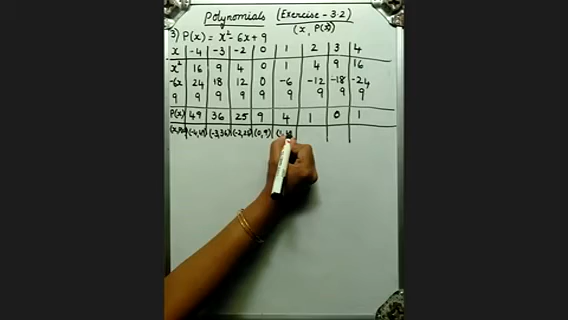 Polynomials (Exercise - 3.2)
(x, P(x))
3) P(x) = x² - 6x + 9
x -4 -3 -2 0 1 2 3 4
x² 16 9 4 0 1 4 9 16
-6x 24 18 12 0 -6 -12 -18 -24
9 9 9 9 9 9 9 9 9
P(x) 49 36 25 9 4 1 0 1
(x, P(x)) (-4,49) (-3,36) (-2,25) (0,9) (1,